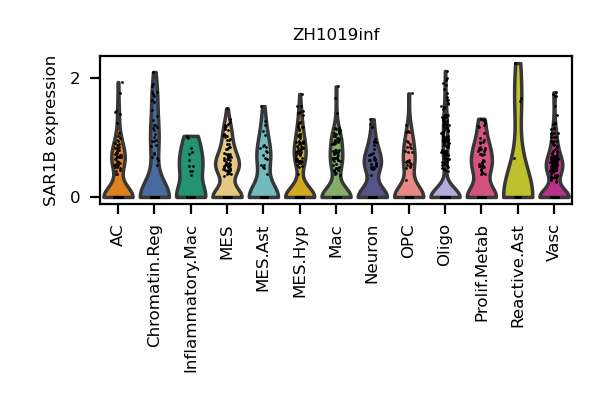 ZH1019inf
SAR1B expression
2
0
AC
Chromatin.Reg
Inflammatory.Mac
MES
MES.Ast
MES.Hyp
Mac
Neuron
OPC
Oligo
Prolif.Metab
Reactive.Ast
Vasc